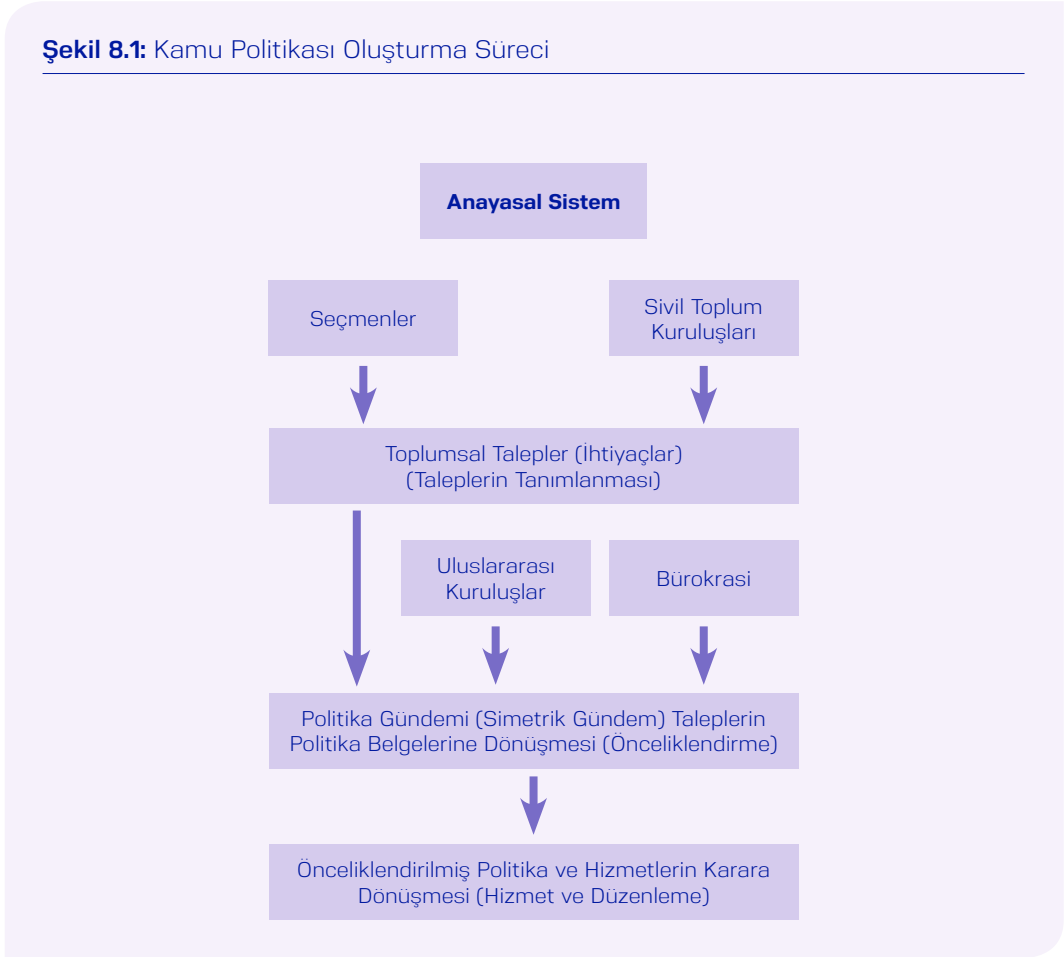 Şekil 8.1: Kamu Politikası Oluşturma Süreci
Anayasal Sistem
Seçmenler
Sivil Toplum
Kuruluşları
Toplumsal Talepler (İhtiyaçlar)
(Taleplerin Tanımlanması)
Uluslararası
Kuruluşlar
Bürokrasi
Politika Gündemi (Simetrik Gündem) Taleplerin
Politika Belgelerine Dönüşmesi (Önceliklendirme)
Önceliklendirilmiş Politika ve Hizmetlerin Karara
Dönüşmesi (Hizmet ve Düzenleme)